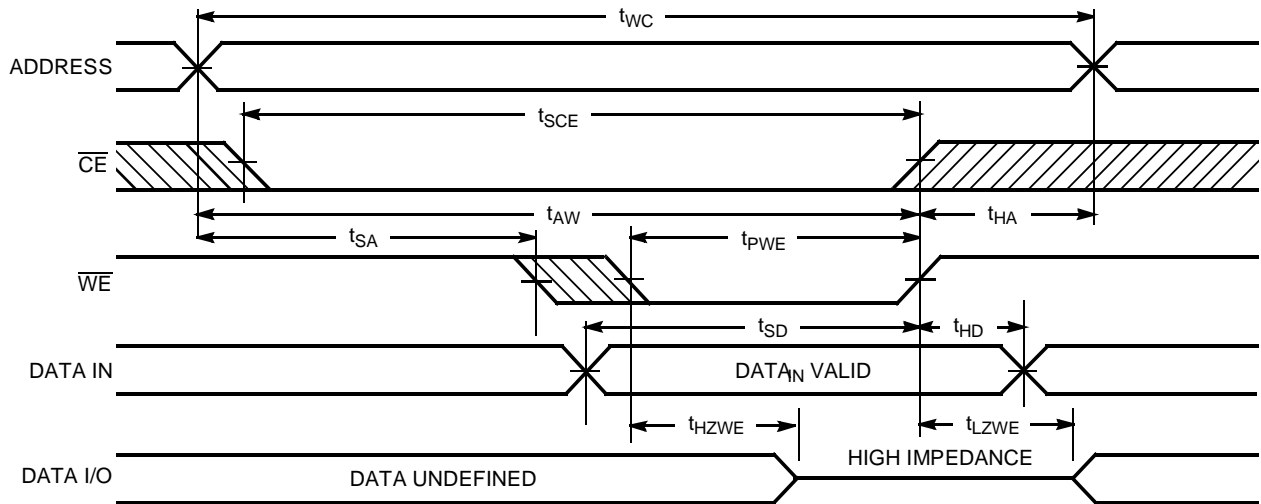 tWC
ADDRESS
tSCE
CE
tAW
tHA
tSA
tPWE
WE
tSD
tHD
DATA IN
DATAIN VALID
tHZWE
tLZWE
HIGH IMPEDANCE
DATA I/O
DATA UNDEFINED